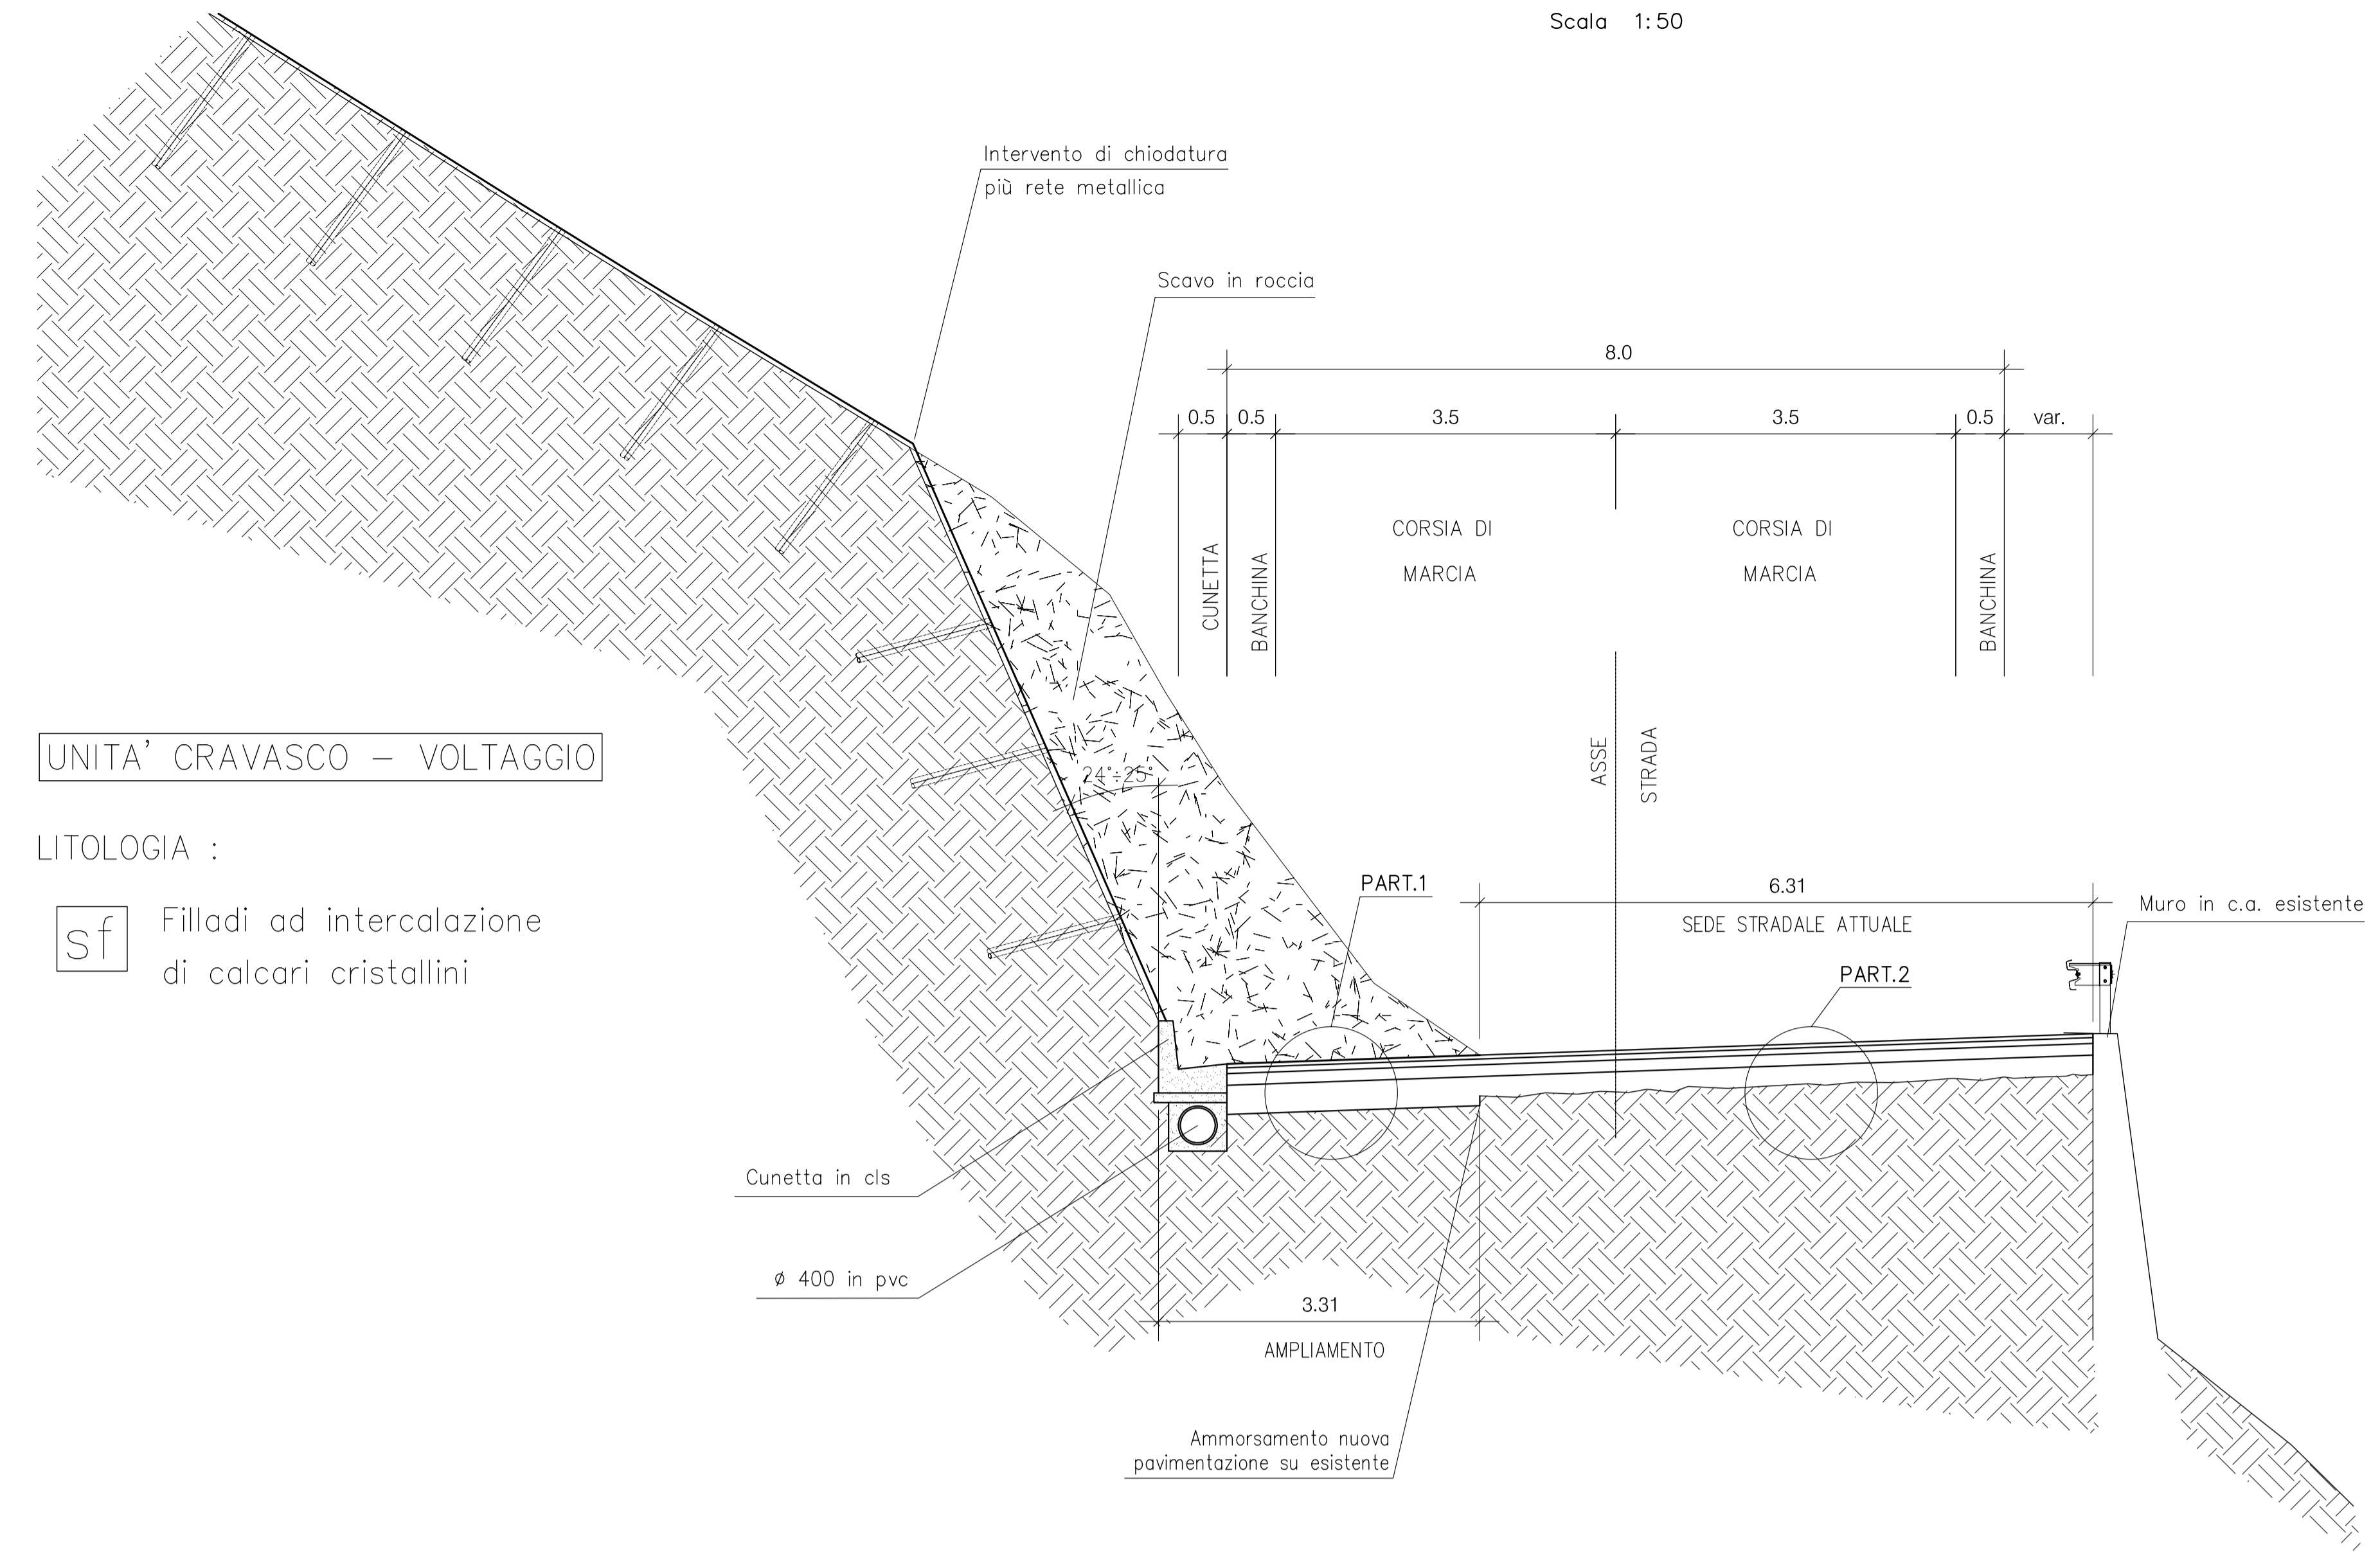 Scala 1:50
Intervento di chiodatura
più rete metallica
Scavo in roccia
8.0
0.5 0.5 3.5 3.5 0.5 var.
CORSIA DI
MARCIA
CORSIA DI
MARCIA
CUNETTA
BANCHINA
BANCHINA
ASSE
STRADA
UNITA' CRAVASCO – VOLTAGGIO
LITOLOGIA :
sf
Filladi ad intercalazione
di calcari cristallini
24°÷25°
PART.1
6.31
SEDE STRADALE ATTUALE
PART.2
Muro in c.a. esistente
Cunetta in cls
ø 400 in pvc
3.31
AMPLIAMENTO
Ammorsamento nuova
pavimentazione su esistente